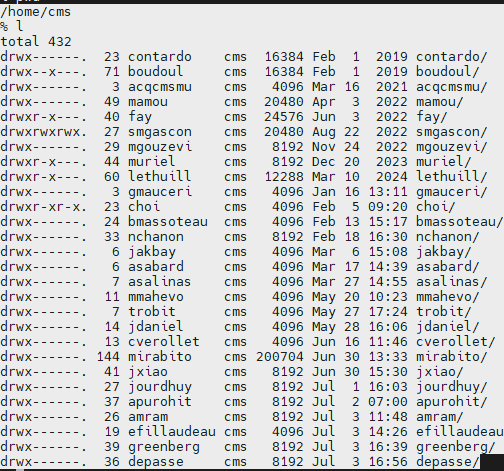 /home/cms
% l
total 432
drwx------. 23 contardo cms 16384 Feb 1 2019 contardo/
drwx--x---. 71 boudoul cms 16384 Feb 1 2019 boudoul/
drwx------. 3 acqcmsmu cms 4096 Mar 16 2021 acqcmsmu/
drwx------. 49 mamou cms 20480 Apr 3 2022 mamou/
drwxr-x---. 40 fay cms 24576 Jun 3 2022 fay/
drwxrwxrwx. 27 smgascon cms 20480 Aug 22 2022 smgascon/
drwx------. 29 mgouzevi cms 8192 Nov 24 2022 mgouzevi/
drwxr-x---. 44 muriel cms 8192 Dec 20 2023 muriel/
drwxr-x---. 60 lethuill cms 12288 Mar 10 2024 lethuill/
drwx------. 3 gmauceri cms 4096 Jan 16 13:11 gmauceri/
drwxr-xr-x. 23 choi cms 4096 Feb 5 09:20 choi/
drwx------. 24 bmassoteau cms 4096 Feb 13 15:17 bmassoteau/
drwx------. 33 nchanon cms 8192 Feb 18 16:30 nchanon/
drwx------. 6 jakbay cms 4096 Mar 6 15:08 jakbay/
drwx------. 6 asabard cms 4096 Mar 17 14:39 asabard/
drwx------. 7 asalinas cms 4096 Mar 27 14:55 asalinas/
drwx------. 11 mmahevo cms 4096 May 20 10:23 mmahevo/
drwx------. 7 trobit cms 4096 May 27 17:24 trobit/
drwx------. 14 jdaniel cms 4096 May 28 16:06 jdaniel/
drwx------. 13 cverollet cms 4096 Jun 16 11:46 cverollet/
drwx------. 144 mirabito cms 200704 Jun 30 13:33 mirabito/
drwx------. 41 jxiao cms 8192 Jun 30 15:30 jxiao/
drwx------. 27 jourdhuy cms 8192 Jul 1 16:03 jourdhuy/
drwx------. 37 apurohit cms 8192 Jul 2 07:00 apurohit/
drwx------. 26 amram cms 8192 Jul 3 11:48 amram/
drwx------. 19 efillaudeau cms 4096 Jul 3 14:26 efillaudeau
drwx------. 39 greenberg cms 8192 Jul 3 16:39 greenberg/
drwx------. 36 depasse cms 8192 Jul 3 16:56 depasse/